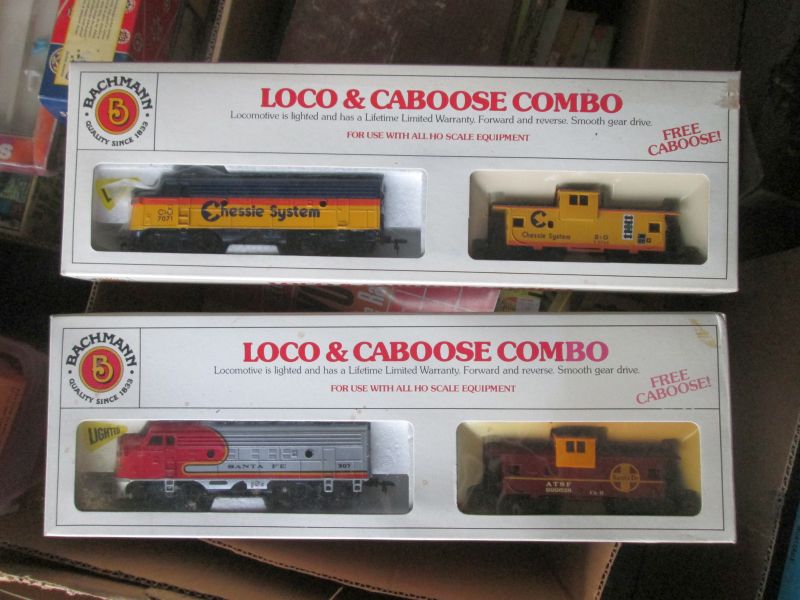 BACHMANN
B
QUALITY SINCE 1833
LOCO & CABOOSE COMBO
Locomotive is lighted and has a Lifetime Limited Warranty. Forward and reverse. Smooth gear drive.
FOR USE WITH ALL HO SCALE EQUIPMENT
FREE
CABOOSE!
Chessie System
7071
Chessie System
BACHMANN
B
QUALITY SINCE 1833
LOCO & CABOOSE COMBO
Locomotive is lighted and has a Lifetime Limited Warranty. Forward and reverse. Smooth gear drive.
FOR USE WITH ALL HO SCALE EQUIPMENT
FREE
CABOOSE!
LIGHTED
SANTA FE
307
ATSF
Santa Fe